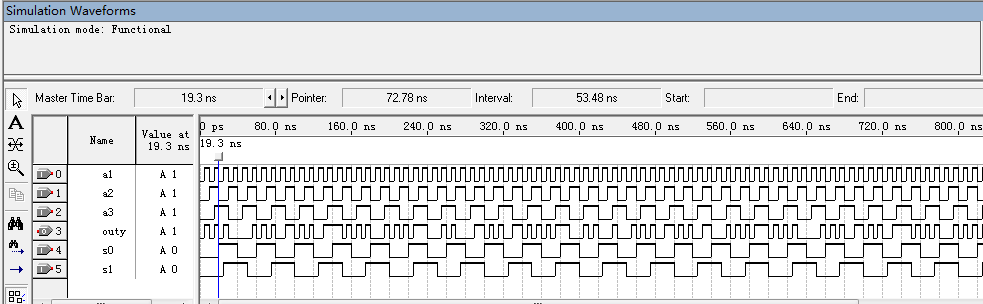 Simulation Waveforms
Simulation mode: Functional
Master Time Bar: 19.3 ns Pointer: 72.78 ns Interval: 53.48 ns Start: End:
Name Value at 19.3 ns
0 ps 80.0 ns 160.0 ns 240.0 ns 320.0 ns 400.0 ns 480.0 ns 560.0 ns 640.0 ns 720.0 ns 800.0 ns
19.3 ns
0 a1 A 1
1 a2 A 1
2 a3 A 1
3 outy A 1
4 s0 A 0
5 s1 A 0